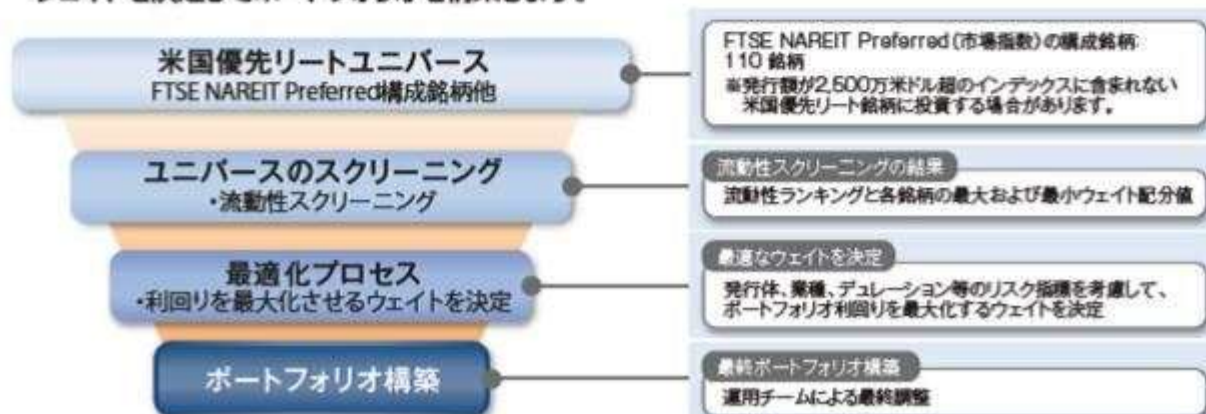 米国優先リートユニバース
FTSE NAREIT Preferred構成銘柄他
FTSE NAREIT Preferred(市場指数)の構成銘柄
110 銘柄
※発行額が2,500万米ドル超のインデックスに含まれない
米国優先リート銘柄に投資する場合があります。
ユニバースのスクリーニング
・流動性スクリーニング
流動性スクリーニングの結果
流動性ランキングと各銘柄の最大および最小ウェイト配分値
最適化プロセス
・利回りを最大化させるウェイトを決定
最適なウェイトを決定
発行体、業種、デュレーション等のリスク指標を考慮して、
ポートフォリオ利回りを最大化するウェイトを決定
ポートフォリオ構築
最終ポートフォリオ構築
運用チームによる最終調整